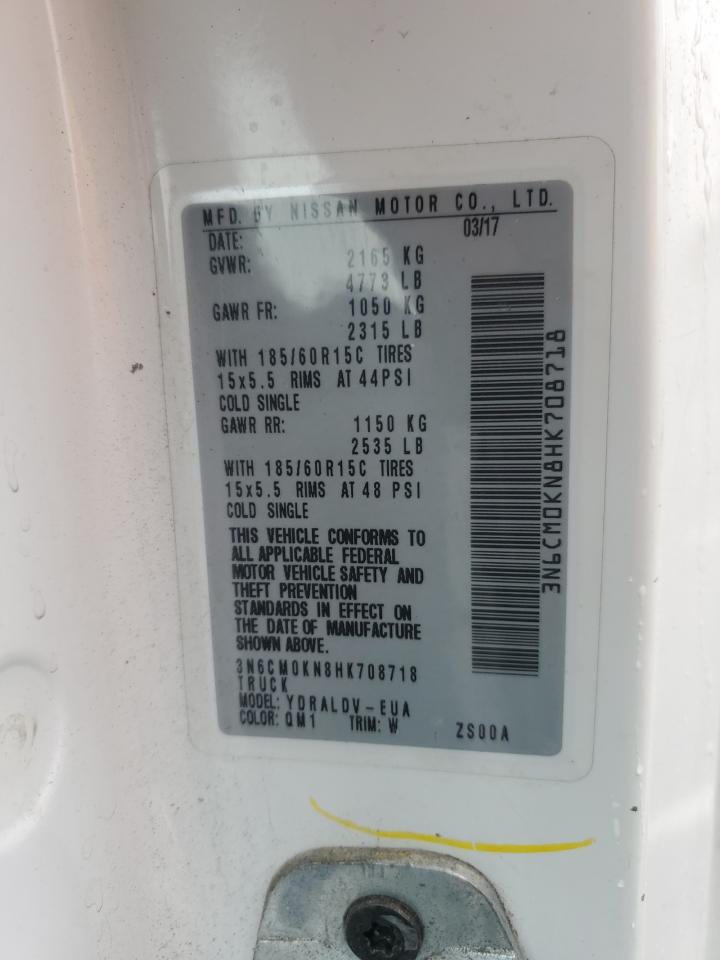 MFD. BY NISSAN MOTOR CO., LTD.
DATE: 03/17
GVWR: 2165 KG
4773 LB
GAWR FR: 1050 KG
2315 LB
WITH 185/60R15C TIRES
15x5.5 RIMS AT 44PSI
COLD SINGLE
GAWR RR: 1150 KG
2535 LB
WITH 185/60R15C TIRES
15x5.5 RIMS AT 48 PSI
COLD SINGLE
THIS VEHICLE CONFORMS TO
ALL APPLICABLE FEDERAL
MOTOR VEHICLE SAFETY AND
THEFT PREVENTION
STANDARDS IN EFFECT ON
THE DATE OF MANUFACTURE
SHOWN ABOVE.
3N6CM0KN8HK708718
TRUCK
MODEL: YDRALDV-EUA
COLOR: QM1 TRIM: W ZS00A
3N6CM0KN8HK708718